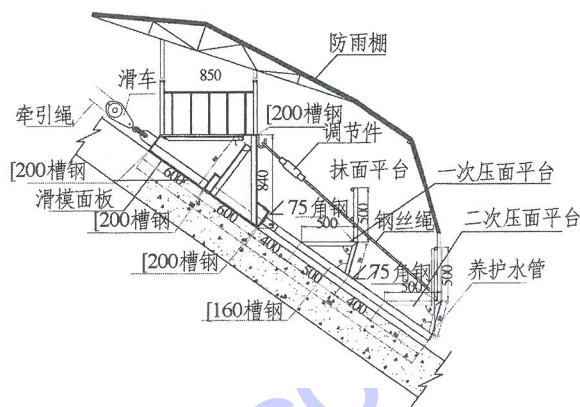 防雨棚
850
滑车
牵引绳
[200槽钢
调节件
抹面平台
840
一次压面平台
[200槽钢
600
滑模面板
[200槽钢
600
75角钢
500
500
钢丝绳
二次压面平台
[200槽钢
400
500
75角钢
500
500
养护水管
[160槽钢
400